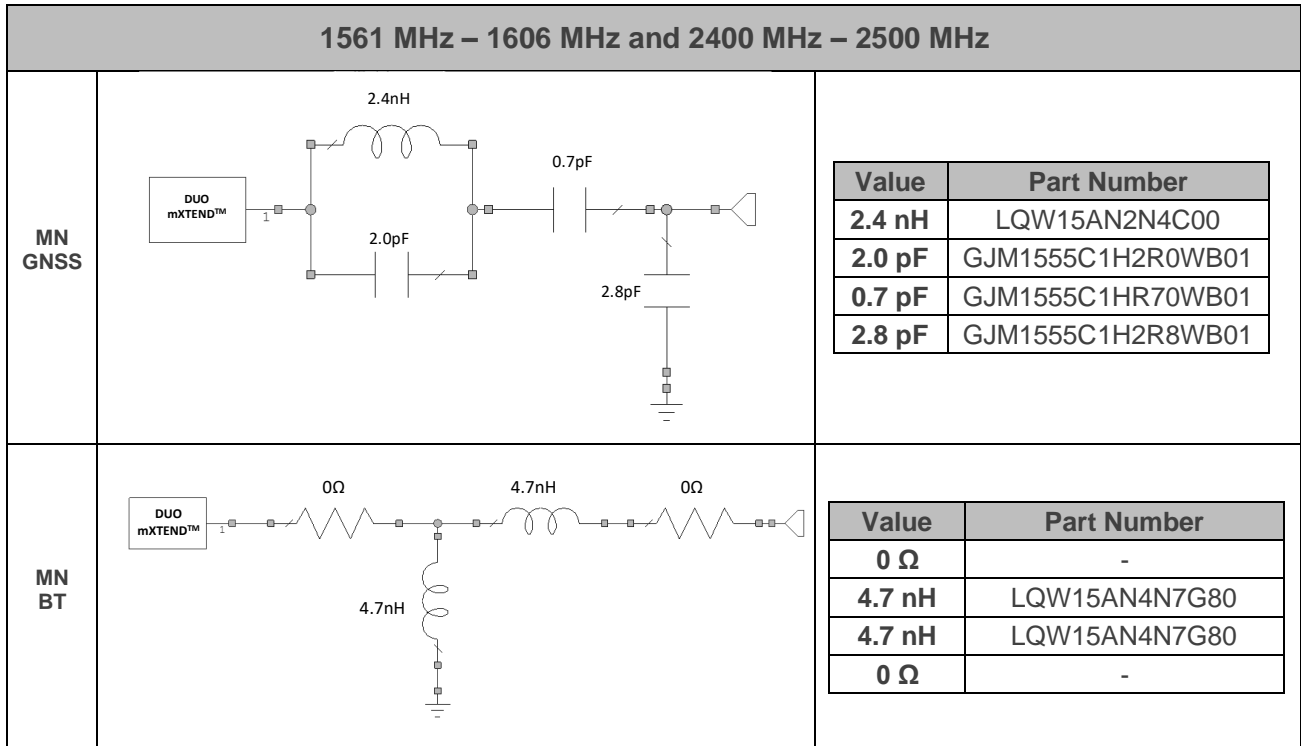 1561 MHz – 1606 MHz and 2400 MHz – 2500 MHz
MN
GNSS
2.4nH
DUO
mXTEND™
1
2.0pF
0.7pF
2.8pF
Value Part Number
2.4 nH LQW15AN2N4C00
2.0 pF GJM1555C1H2R0WB01
0.7 pF GJM1555C1HR70WB01
2.8 pF GJM1555C1H2R8WB01
MN
BT
0Ω 4.7nH 0Ω
DUO
mXTEND™
1
4.7nH
Value Part Number
0 Ω -
4.7 nH LQW15AN4N7G80
4.7 nH LQW15AN4N7G80
0 Ω -